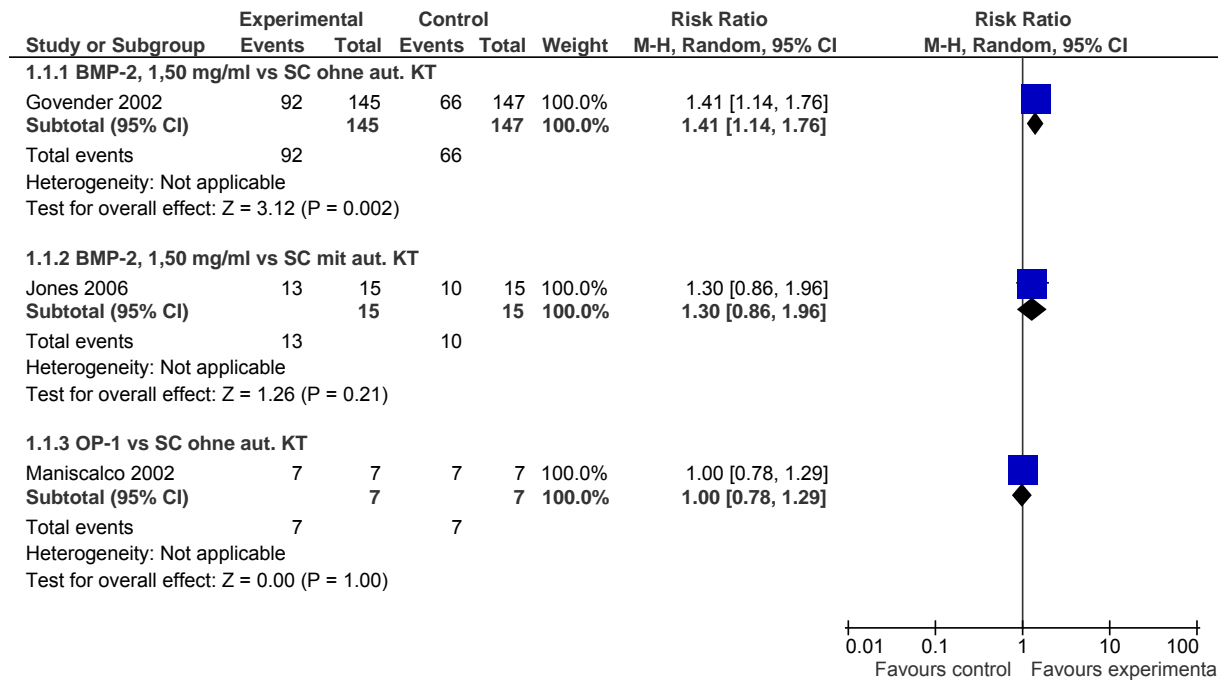 Experimental Control Risk Ratio Risk Ratio
Study or Subgroup Events Total Events Total Weight M-H, Random, 95% CI M-H, Random, 95% CI
1.1.1 BMP-2, 1,50 mg/ml vs SC ohne aut. KT
Govender 2002 92 145 66 147 100.0% 1.41 [1.14, 1.76]
Subtotal (95% CI) 145 147 100.0% 1.41 [1.14, 1.76]
Total events 92 66
Heterogeneity: Not applicable
Test for overall effect: Z = 3.12 (P = 0.002)
1.1.2 BMP-2, 1,50 mg/ml vs SC mit aut. KT
Jones 2006 13 15 10 15 100.0% 1.30 [0.86, 1.96]
Subtotal (95% CI) 15 15 100.0% 1.30 [0.86, 1.96]
Total events 13 10
Heterogeneity: Not applicable
Test for overall effect: Z = 1.26 (P = 0.21)
1.1.3 OP-1 vs SC ohne aut. KT
Maniscalco 2002 7 7 7 7 100.0% 1.00 [0.78, 1.29]
Subtotal (95% CI) 7 7 100.0% 1.00 [0.78, 1.29]
Total events 7 7
Heterogeneity: Not applicable
Test for overall effect: Z = 0.00 (P = 1.00)
0.01 0.1 1 10 100
Favours control Favours experimenta